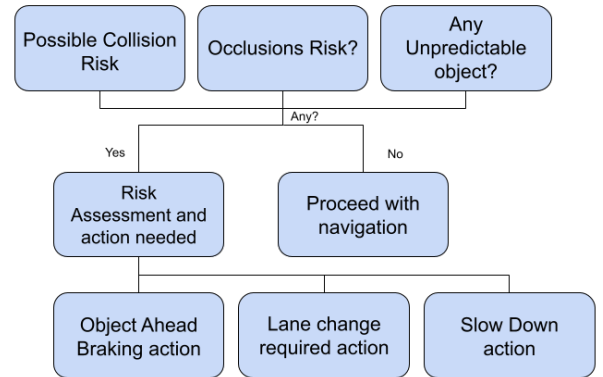 Possible Collision
Risk
Occlusions Risk?
Any
Unpredictable
object?
Any?
Yes
No
Risk
Assessment and
action needed
Proceed with
navigation
Object Ahead
Braking action
Lane change
required action
Slow Down
action